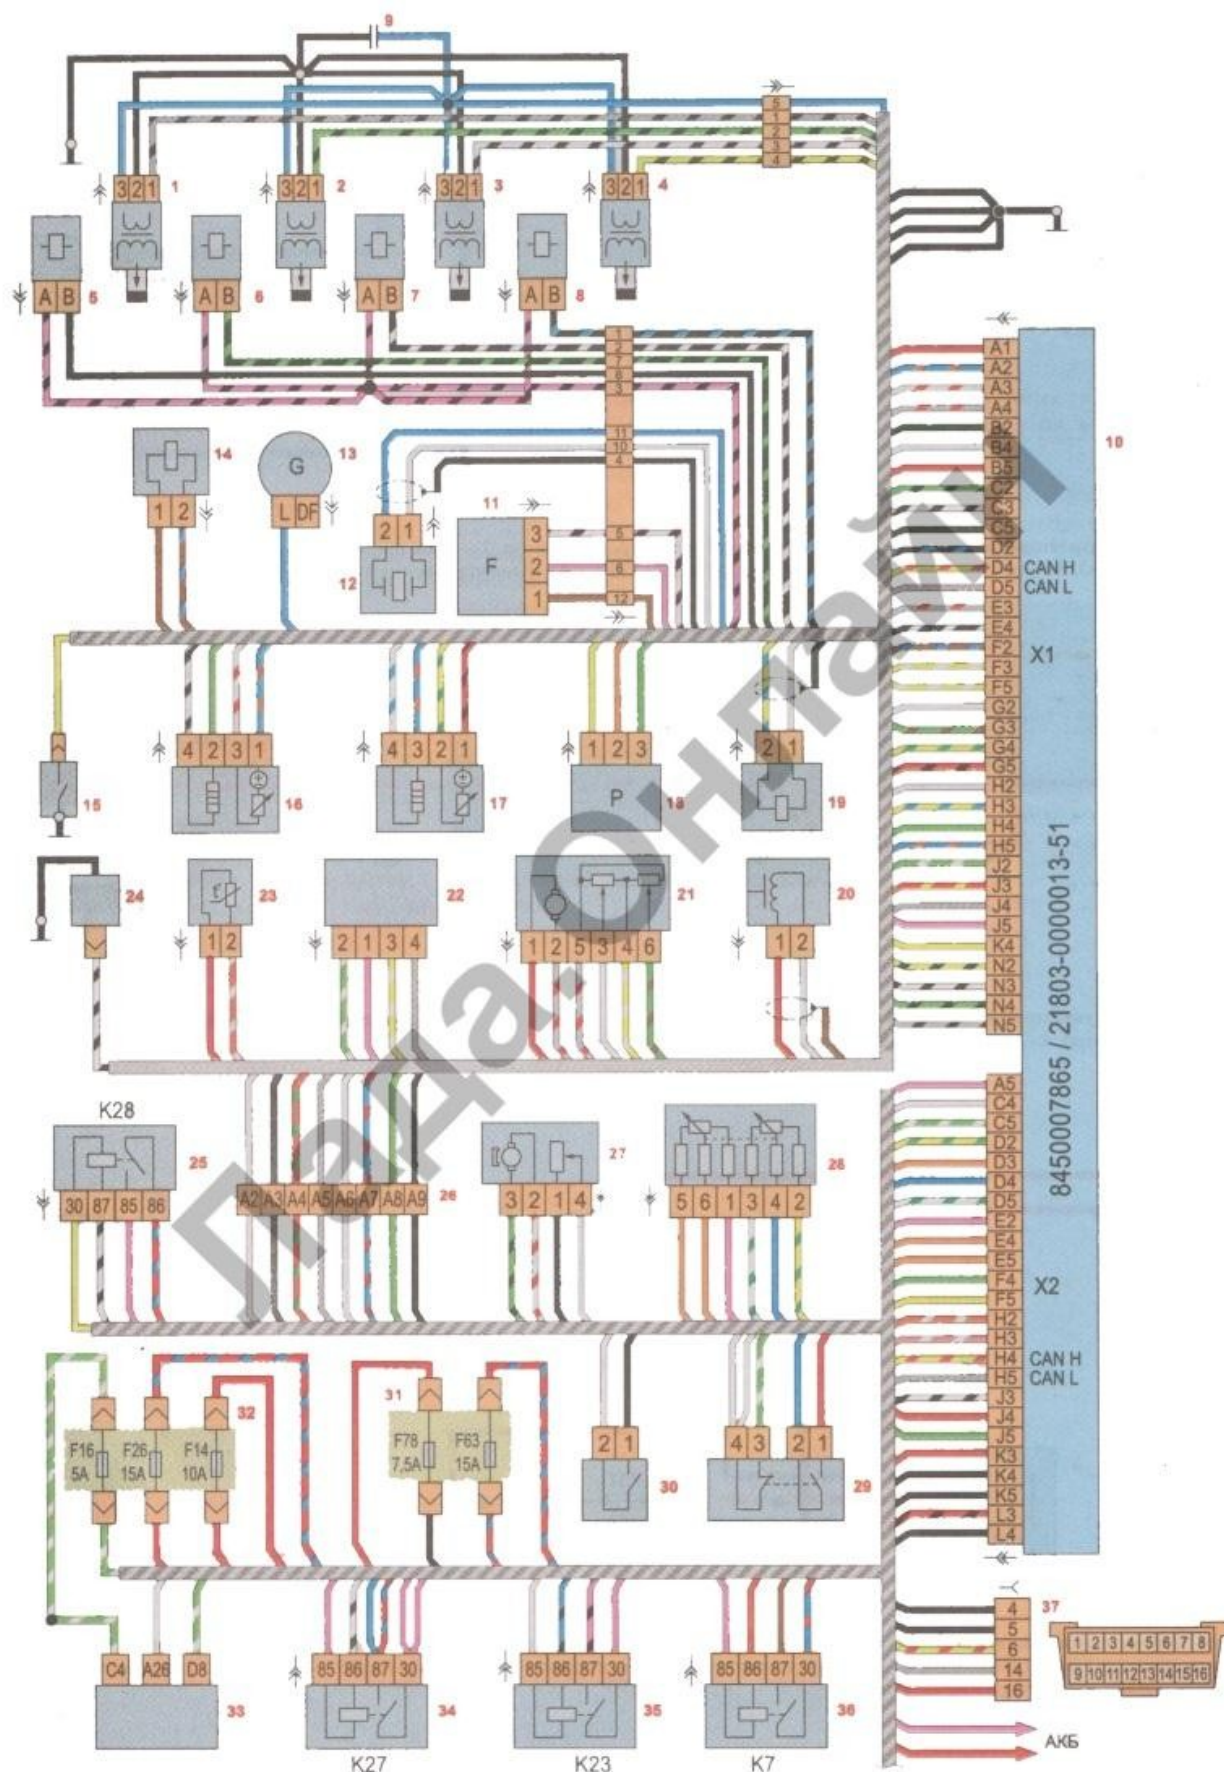 9
5
1
2
3
4
3 2 1 1
3 2 1 2
3 2 1 3
3 2 1 4
A B 5
A B 6
A B 7
A B 8
1
2
7
6
3
11
10
4
5
6
12
14
1 2
13
G
L DF
12
2 1
11
F
3
2
1
10
A1
A2
A3
A4
B2
B4
B5
C2
C3
C5
D2
D4 CAN H
D5 CAN L
E3
E4
F2 X1
F3
F5
G2
G3
G4
G5
H2
H3
H4
H5
J2
J3
J4
J5
K4
N2
N3
N4
N5
8450007865 / 21803-0000013-51
15
4 2 3 1
16
4 3 2 1
17
1 2 3
P
18
2 1
19
24
23
1 2
22
2 1 3 4
21
1 2 5 3 4 6
20
1 2
Лада.Онлайн
K28
25
30 87 85 86
A2 A3 A4 A5 A6 A7 A8 A9 26
27
3 2 1 4
28
5 6 1 3 4 2
A5
C4
C5
D2
D3
D4
D5
E2
E4
E5
F4 X2
F5
H2
H3
H4 CAN H
H5 CAN L
J3
J4
J5
K3
K4
K5
L3
L4
F16
5A
F26
15A
F14
10A
32
31
F78
7,5A
F63
15A
2 1
30
4 3 2 1
29
C4 A26 D8
33
85 86 87 30
34
K27
85 86 87 30
35
K23
85 86 87 30
36
K7
4
5
6
14
16
37
1 2 3 4 5 6 7 8
9 10 11 12 13 14 15 16
АКБ